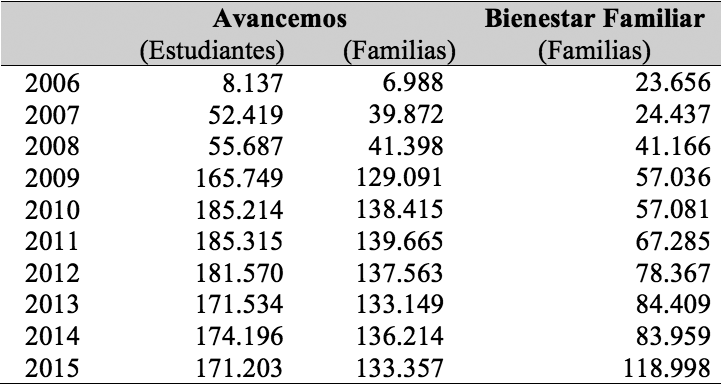 Avancemos Bienestar Familiar
(Estudiantes) (Familias) (Familias)
2006 8.137 6.988 23.656
2007 52.419 39.872 24.437
2008 55.687 41.398 41.166
2009 165.749 129.091 57.036
2010 185.214 138.415 57.081
2011 185.315 139.665 67.285
2012 181.570 137.563 78.367
2013 171.534 133.149 84.409
2014 174.196 136.214 83.959
2015 171.203 133.357 118.998